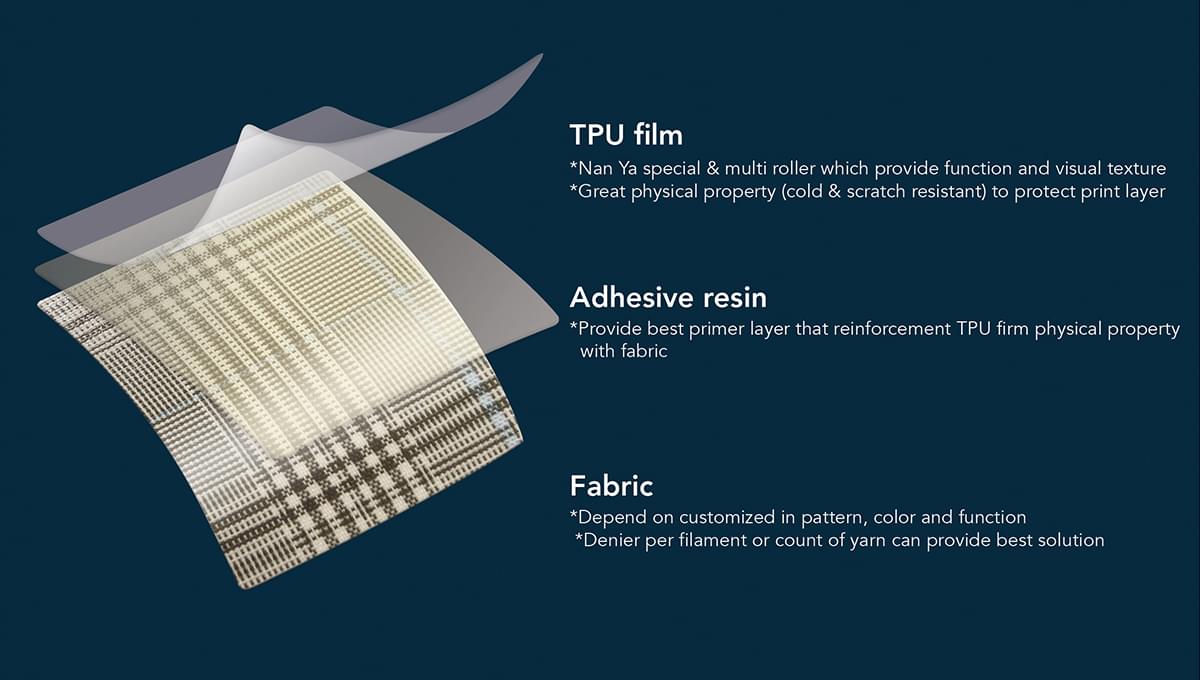 TPU film
*Nan Ya special & multi roller which provide function and visual texture
*Great physical property (cold & scratch resistant) to protect print layer
Adhesive resin
*Provide best primer layer that reinforcement TPU firm physical property
with fabric
Fabric
*Depend on customized in pattern, color and function
*Denier per filament or count of yarn can provide best solution